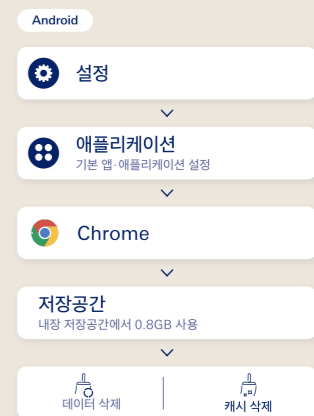 Android
설정
애플리케이션
기본 앱·애플리케이션 설정
Chrome
저장공간
내장 저장공간에서 0.8GB 사용
데이터 삭제
캐시 삭제